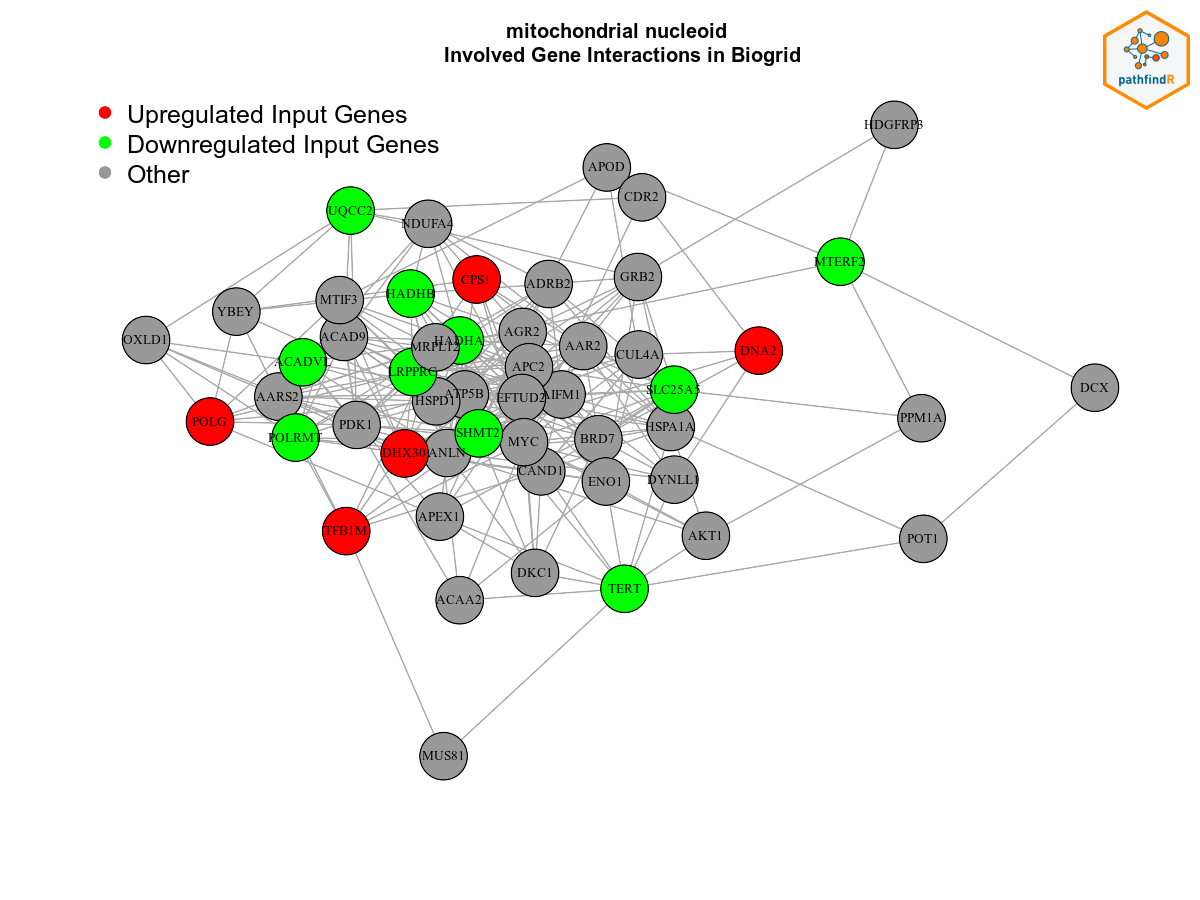 mitochondrial nucleoid
Involved Gene Interactions in Biogrid
pathfindR
Upregulated Input Genes
Downregulated Input Genes
Other
HDGFRP3
APOD
CDR2
UQCC2
NDUFA4
MTERF2
GRB2
CPS1
ADRB2
HADHB
MTIF3
YBEY
AGR2
OXLD1
ACAD9
HADHA
MRPL12
AAR2
CUL4A
DNA2
APC2
LRPPRC
DCX
SLC25A5
AARS2
ATP5B
AIFM1
EFTUD2
HSPD1
PPM1A
POLG
PDK1
HSPA1A
SHMT2
POLRMT
BRD7
MYC
DHX30
ANLN
CAND1
DYNLL1
ENO1
APEX1
TFB1M
AKT1
POT1
DKC1
TERT
ACAA2
MUS81